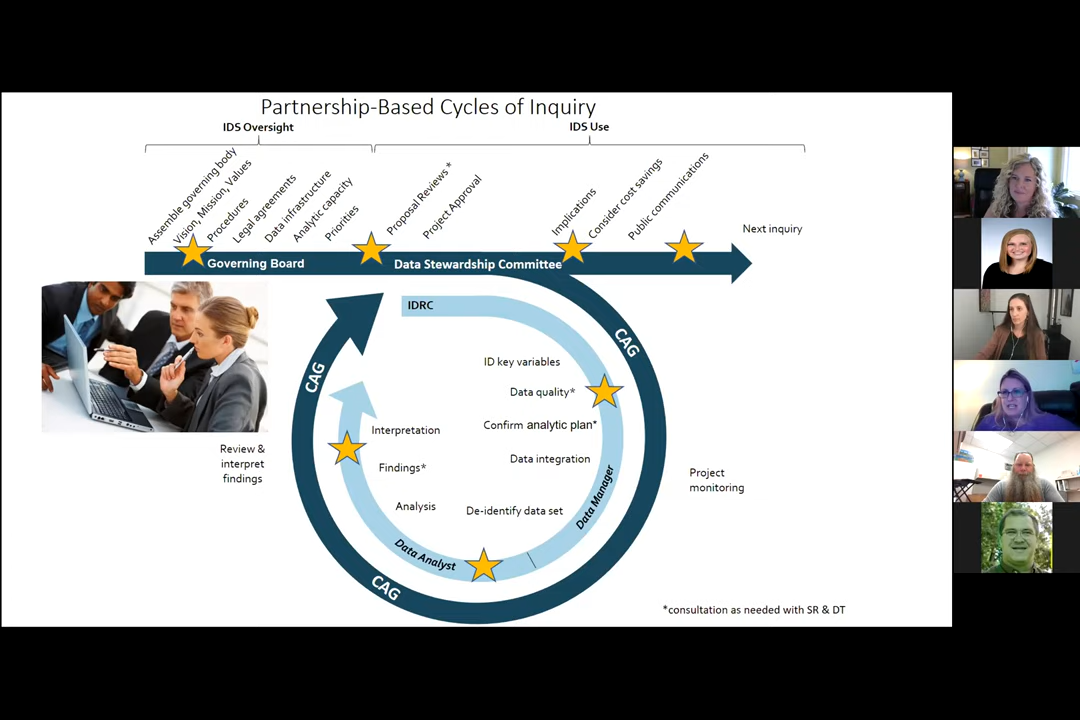 Partnership-Based Cycles of Inquiry
IDS Oversight
IDS Use
Assemble governing body
Vision, Mission, Values
Procedures
Legal agreements
Data infrastructure
Analytic capacity
Priorities
Proposal Reviews *
Project Approval
Implications
Consider cost savings
Public communications
Next inquiry
Governing Board
Data Stewardship Committee
IDRC
CAG
CAG
CAG
ID key variables
Data quality*
Confirm analytic plan*
Data integration
De-identify data set
Data Manager
Data Analyst
Interpretation
Findings*
Analysis
Review &
interpret
findings
Project
monitoring
*consultation as needed with SR & DT